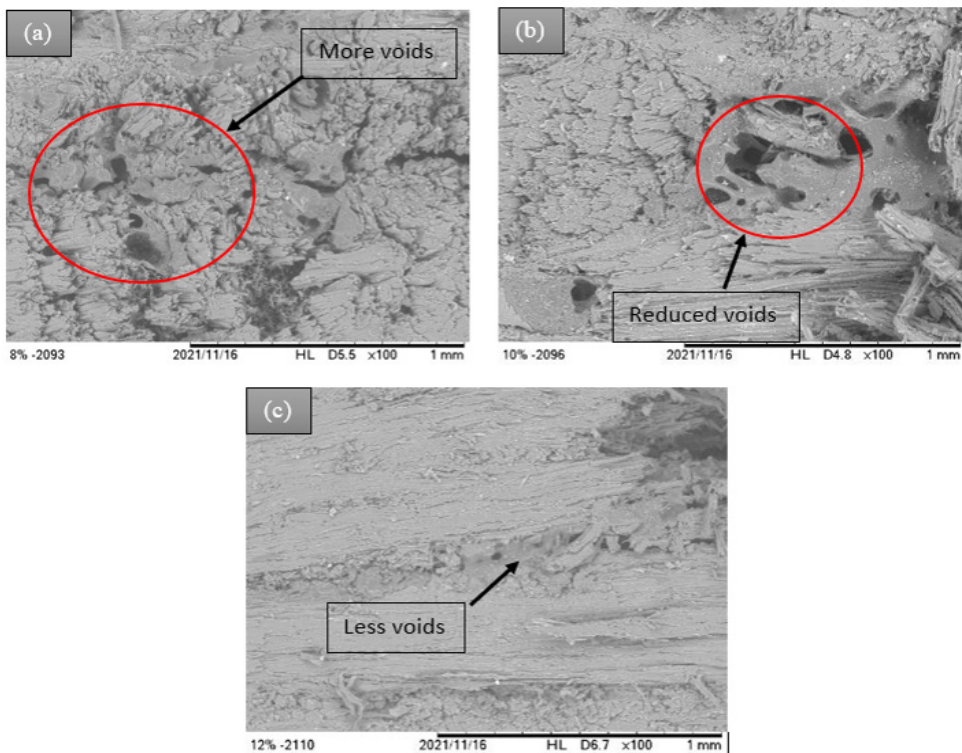 (a)
More voids
8% -2093 2021/11/16 HL D5.5 x100 1 mm
(b)
Reduced voids
10% -2096 2021/11/16 HL D4.8 x100 1 mm
(c)
Less voids
12% -2110 2021/11/16 HL D6.7 x100 1 mm